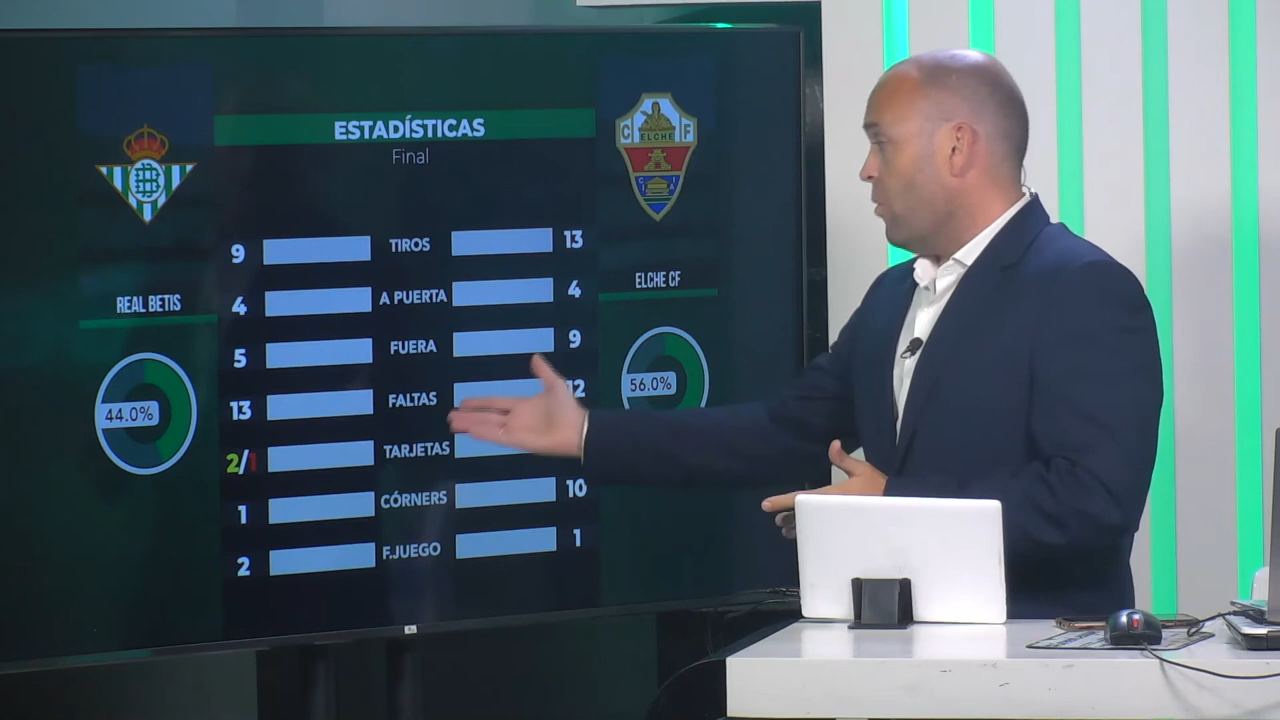 ESTADÍSTICAS
Final
C ELCHE F
REAL BETIS
ELCHE CF
9 TIROS 13
4 A PUERTA 4
5 FUERA 9
13 FALTAS 12
2/1 TARJETAS
1 CÓRNERS 10
2 F.JUEGO 1
44.0%
56.0%